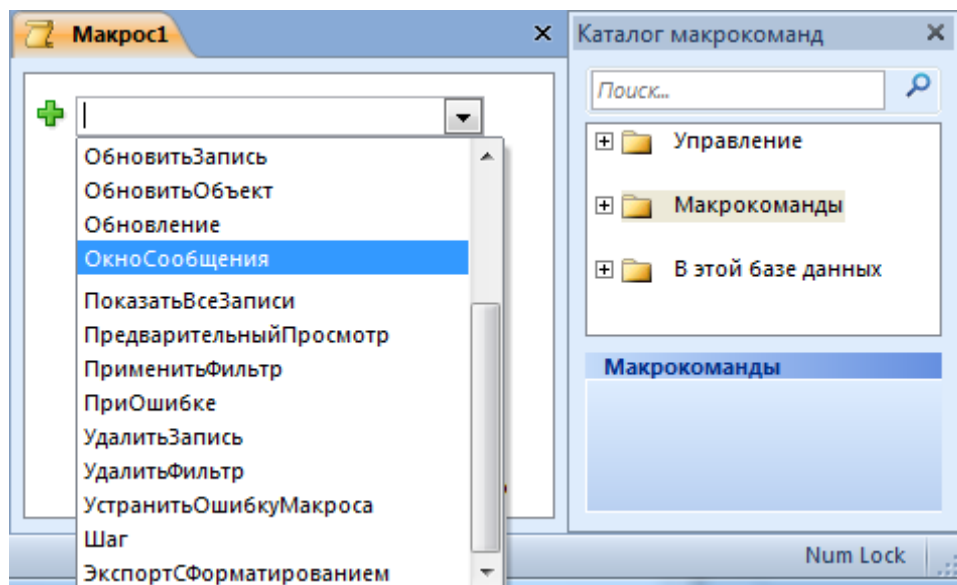 Макрос1
Каталог макрокоманд
Поиск...
Управление
Макрокоманды
В этой базе данных
Макрокоманды
ОбновитьЗапись
ОбновитьОбъект
Обновление
ОкноСообщения
ПоказатьВсеЗаписи
ПредварительныйПросмотр
ПрименитьФильтр
ПриОшибке
УдалитьЗапись
УдалитьФильтр
УстранитьОшибкуМакроса
Шаг
ЭкспортСФорматированием
Num Lock